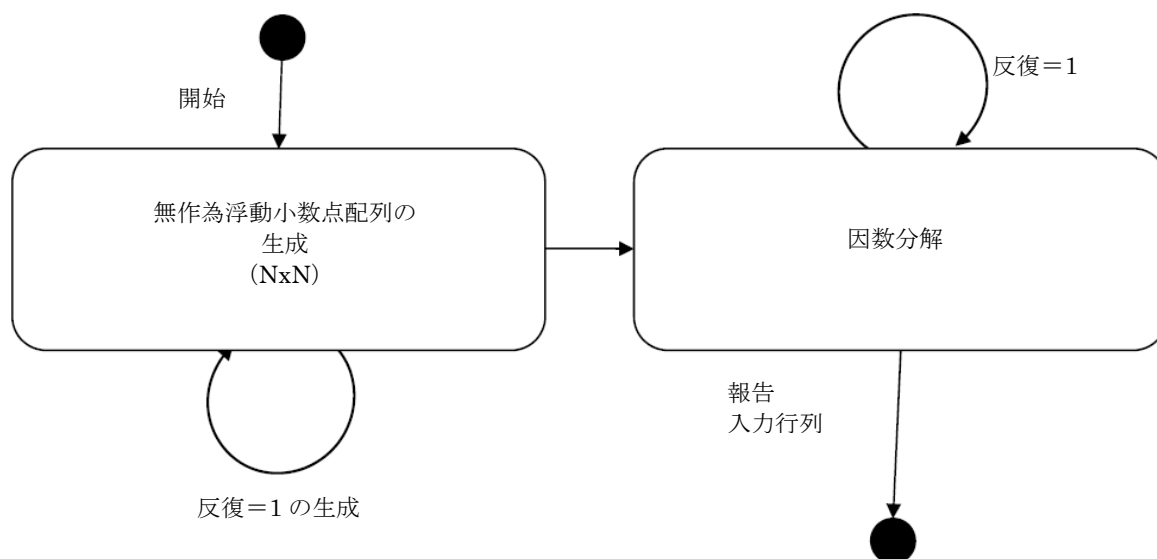 開始
反復＝1
無作為浮動小数点配列の
生成
（NxN）
因数分解
報告
入力行列
反復＝1 の生成